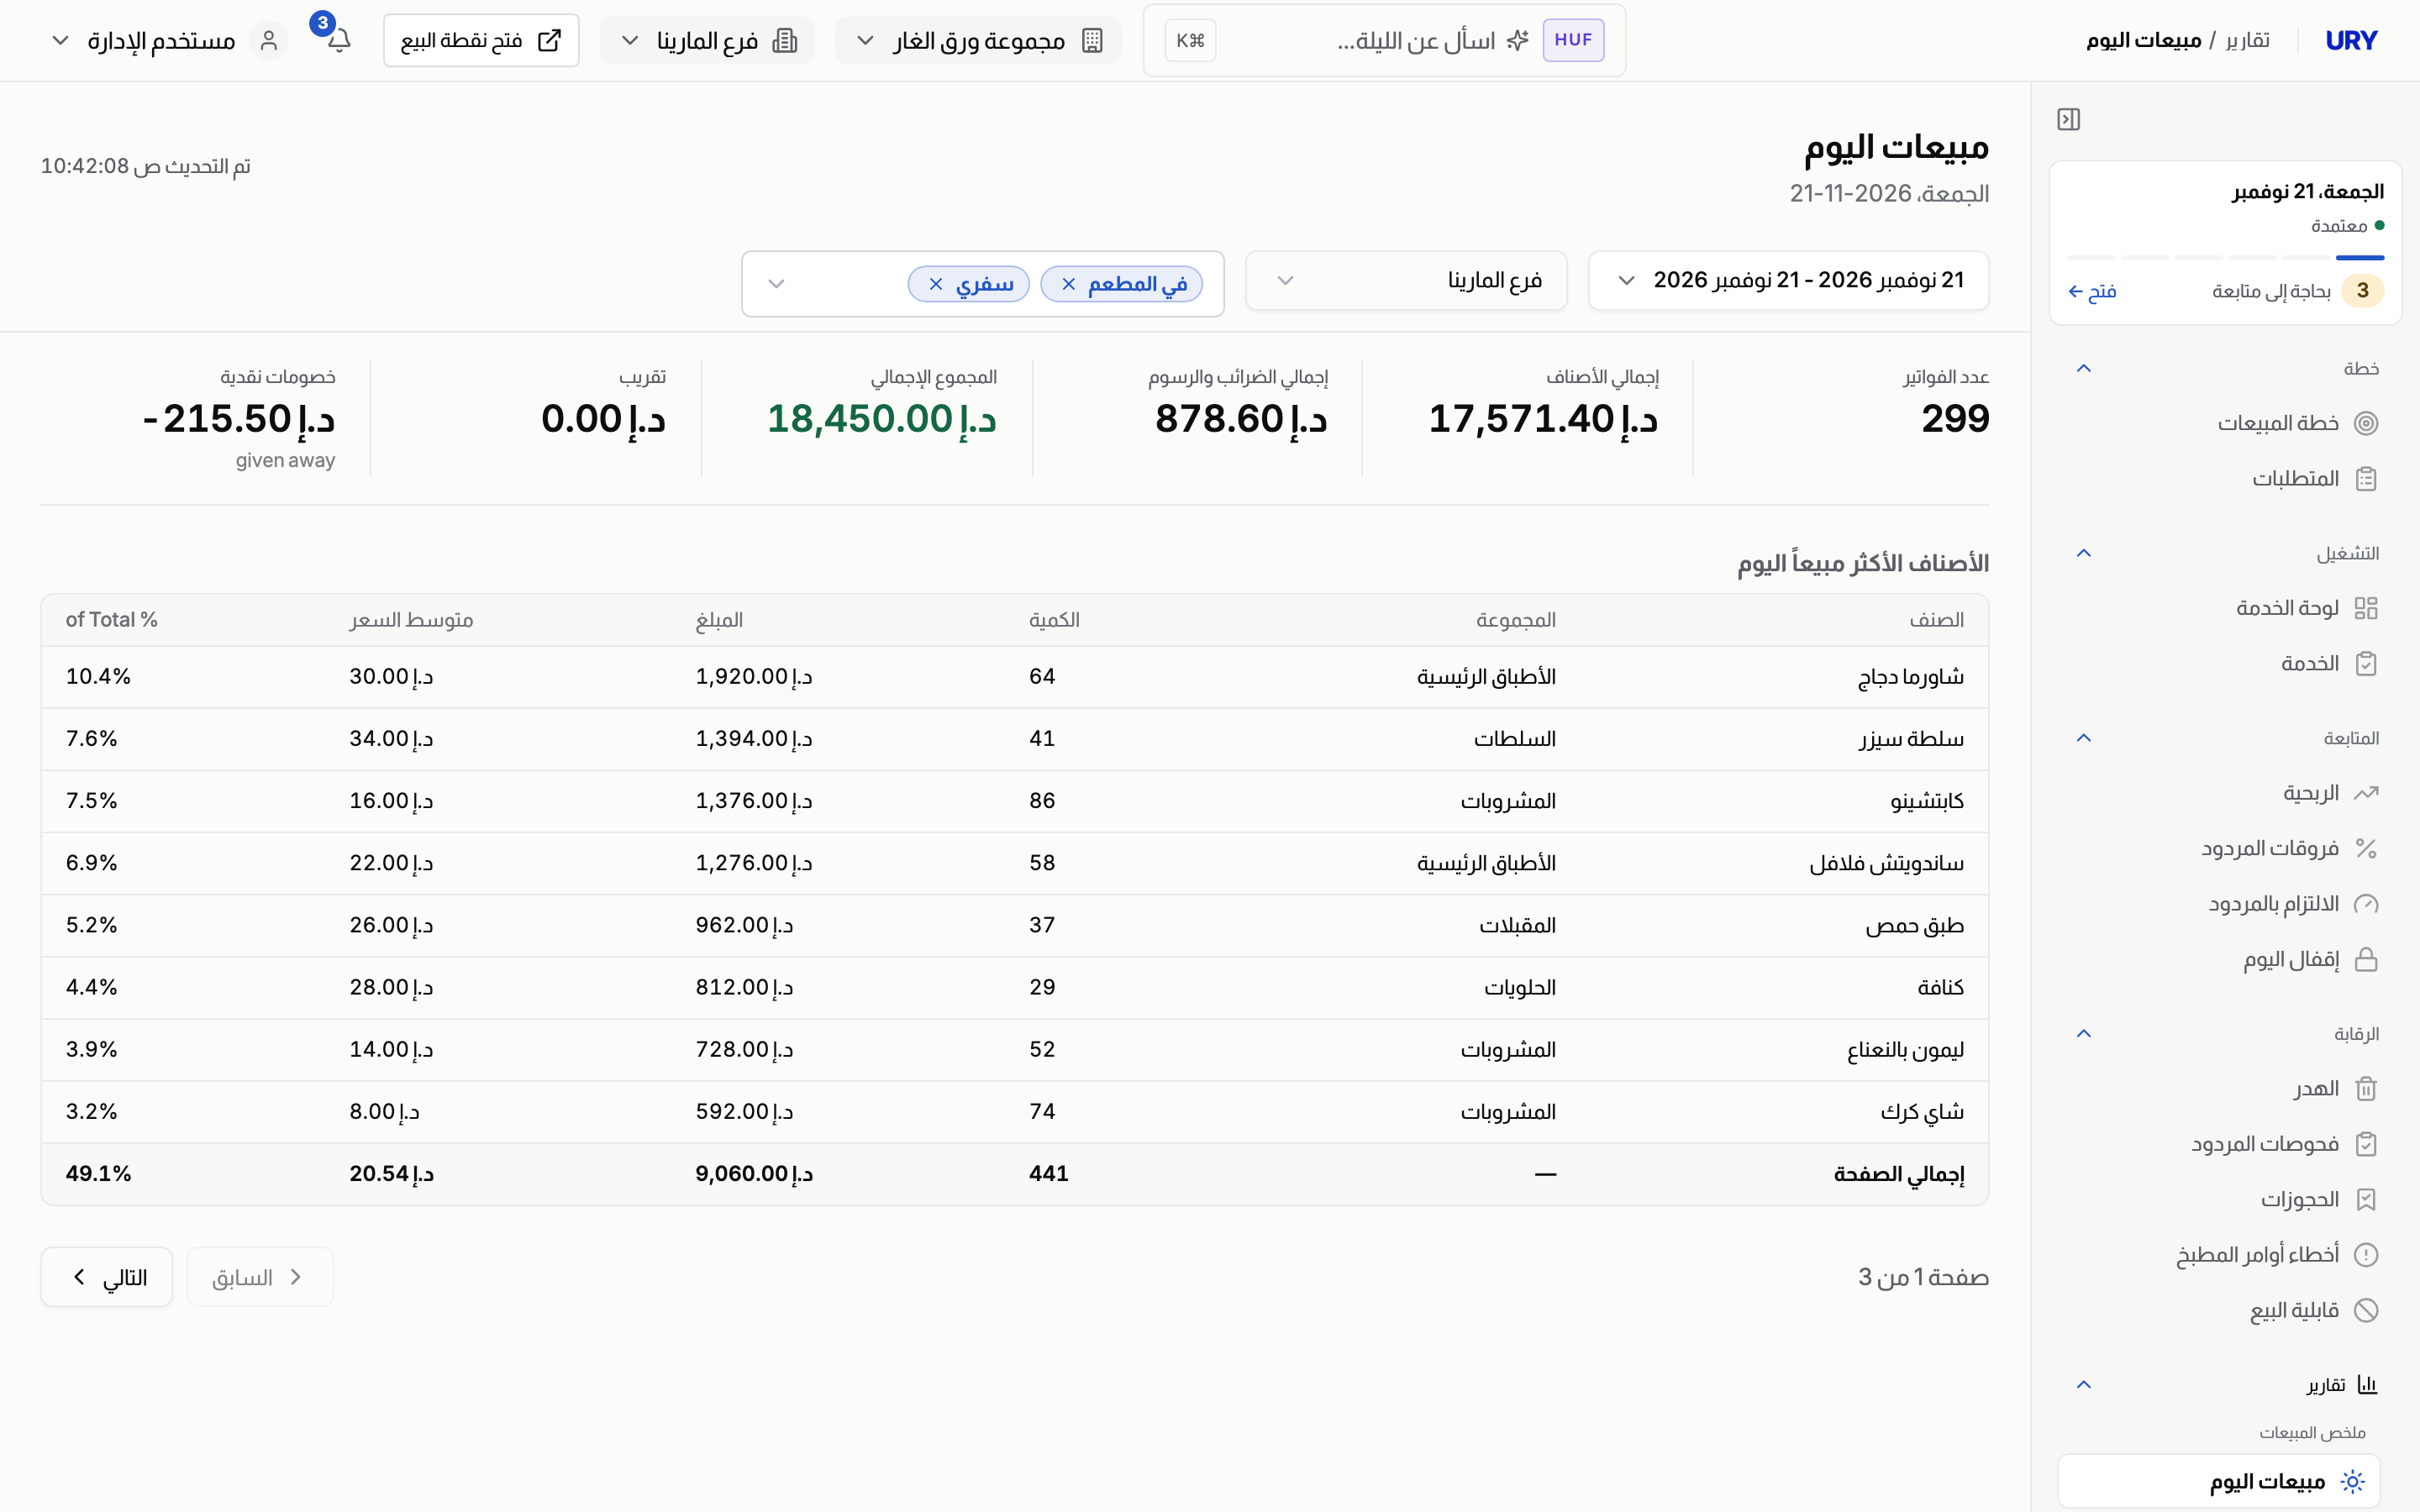 URY
تقارير / مبيعات اليوم
HUF اسأل عن الليلة... ⌘K
مجموعة ورق الغار
فرع المارينا
فتح نقطة البيع
3
مستخدم الإدارة
الجمعة، 21 نوفمبر
معتمدة
3 بحاجة إلى متابعة فتح ←
خطة
خطة المبيعات
المتطلبات
التشغيل
لوحة الخدمة
الخدمة
المتابعة
الربحية
فروقات المردود
الالتزام بالمردود
إقفال اليوم
الرقابة
الهدر
فحوصات المردود
الحجوزات
أخطاء أوامر المطبخ
قابلية البيع
تقارير
ملخص المبيعات
مبيعات اليوم
مبيعات اليوم
الجمعة، 2026-11-21
تم التحديث ص 10:42:08
21 نوفمبر 2026 - 21 نوفمبر 2026
فرع المارينا
في المطعم ×
سفري ×
عدد الفواتير
299
إجمالي الأصناف
د.إ 17,571.40
إجمالي الضرائب والرسوم
د.إ 878.60
المجموع الإجمالي
د.إ 18,450.00
تقريب
د.إ 0.00
خصومات نقدية
د.إ 215.50-
given away
الأصناف الأكثر مبيعاً اليوم
الصنف المجموعة الكمية المبلغ متوسط السعر of Total %
شاورما دجاج الأطباق الرئيسية 64 د.إ 1,920.00 د.إ 30.00 10.4%
سلطة سيزر السلطات 41 د.إ 1,394.00 د.إ 34.00 7.6%
كابتشينو المشروبات 86 د.إ 1,376.00 د.إ 16.00 7.5%
ساندويتش فلافل الأطباق الرئيسية 58 د.إ 1,276.00 د.إ 22.00 6.9%
طبق حمص المقبلات 37 د.إ 962.00 د.إ 26.00 5.2%
كنافة الحلويات 29 د.إ 812.00 د.إ 28.00 4.4%
ليمون بالنعناع المشروبات 52 د.إ 728.00 د.إ 14.00 3.9%
شاي كرك المشروبات 74 د.إ 592.00 د.إ 8.00 3.2%
إجمالي الصفحة — 441 د.إ 9,060.00 د.إ 20.54 49.1%
صفحة 1 من 3
السابق
التالي